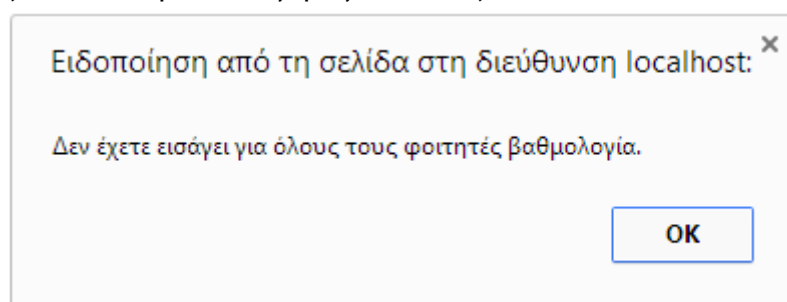 Ειδοποίηση από τη σελίδα στη διεύθυνση localhost:
Δεν έχετε εισάγει για όλους τους φοιτητές βαθμολογία.
OK